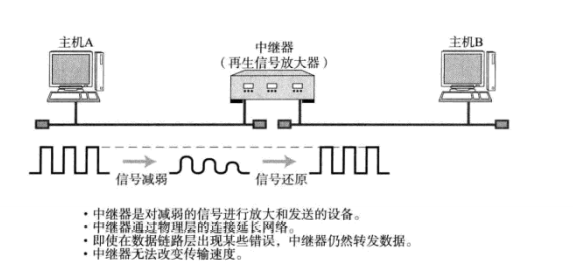 主机A
中继器
（再生信号放大器）
主机B
信号减弱
信号还原
·中继器是对减弱的信号进行放大和发送的设备。
·中继器通过物理层的连接延长网络。
·即使在数据链路层出现某些错误，中继器仍然转发数据。
·中继器无法改变传输速度。